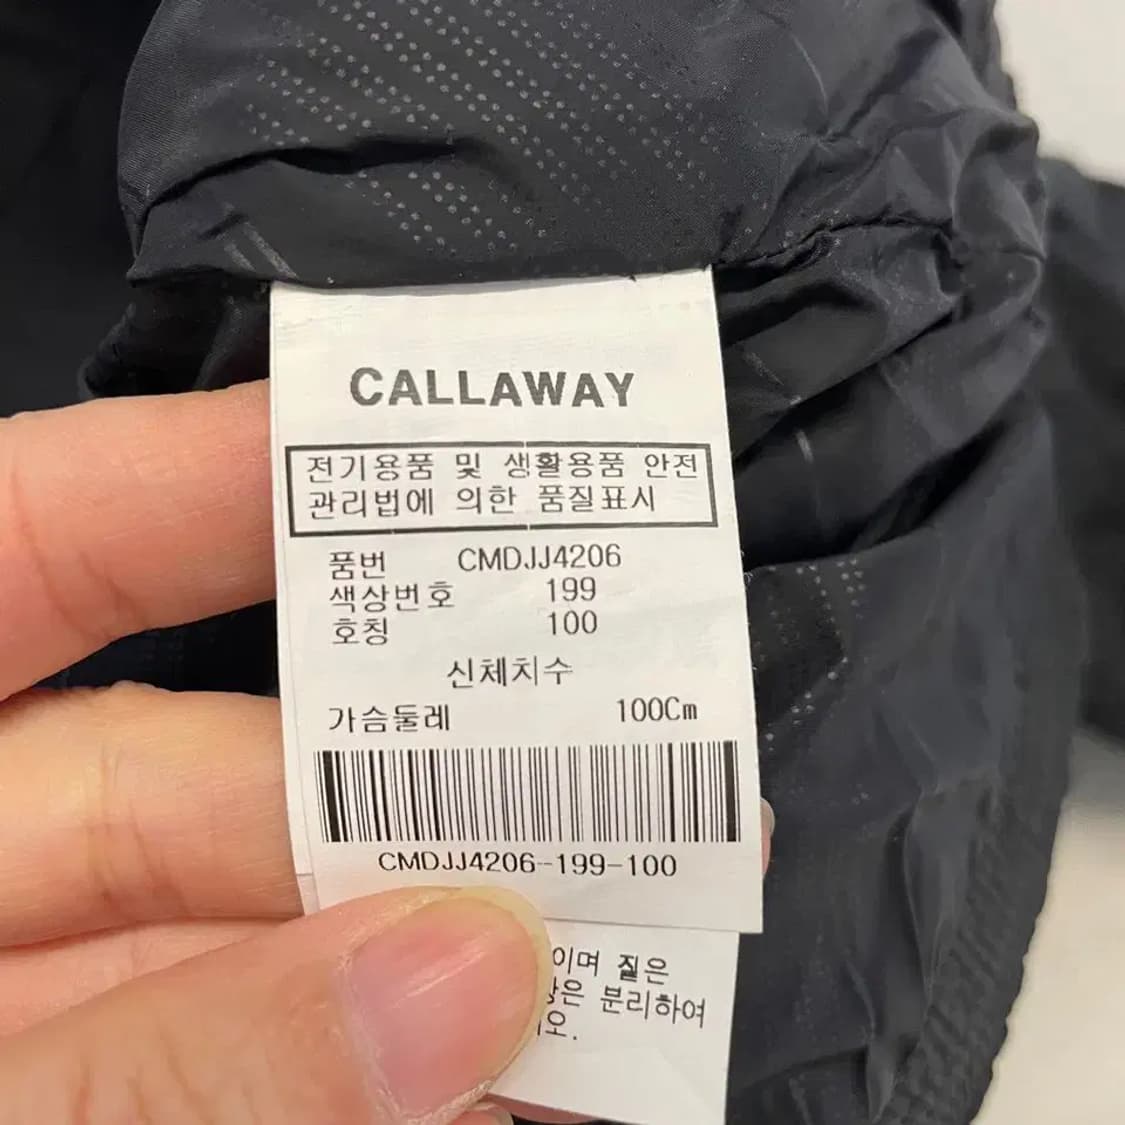 CALLAWAY
전기용품 및 생활용품 안전
관리법에 의한 품질표시
품번 CMDJJ4206
색상번호 199
호칭 100
신체치수
가슴둘레 100Cm
CMDJJ4206-199-100
이며 질은
은 분리하여
오.